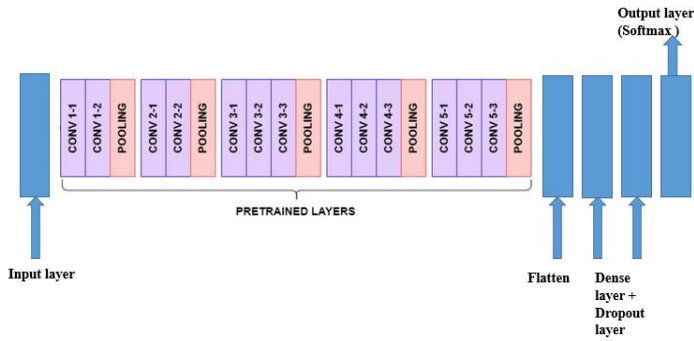 Output layer
(Softmax )
CONV 1-1
CONV 1-2
POOLING
CONV 2-1
CONV 2-2
POOLING
CONV 3-1
CONV 3-2
CONV 3-3
POOLING
CONV 4-1
CONV 4-2
CONV 4-3
POOLING
CONV 5-1
CONV 5-2
CONV 5-3
POOLING
PRETRAINED LAYERS
Input layer
Flatten
Dense
layer +
Dropout
layer